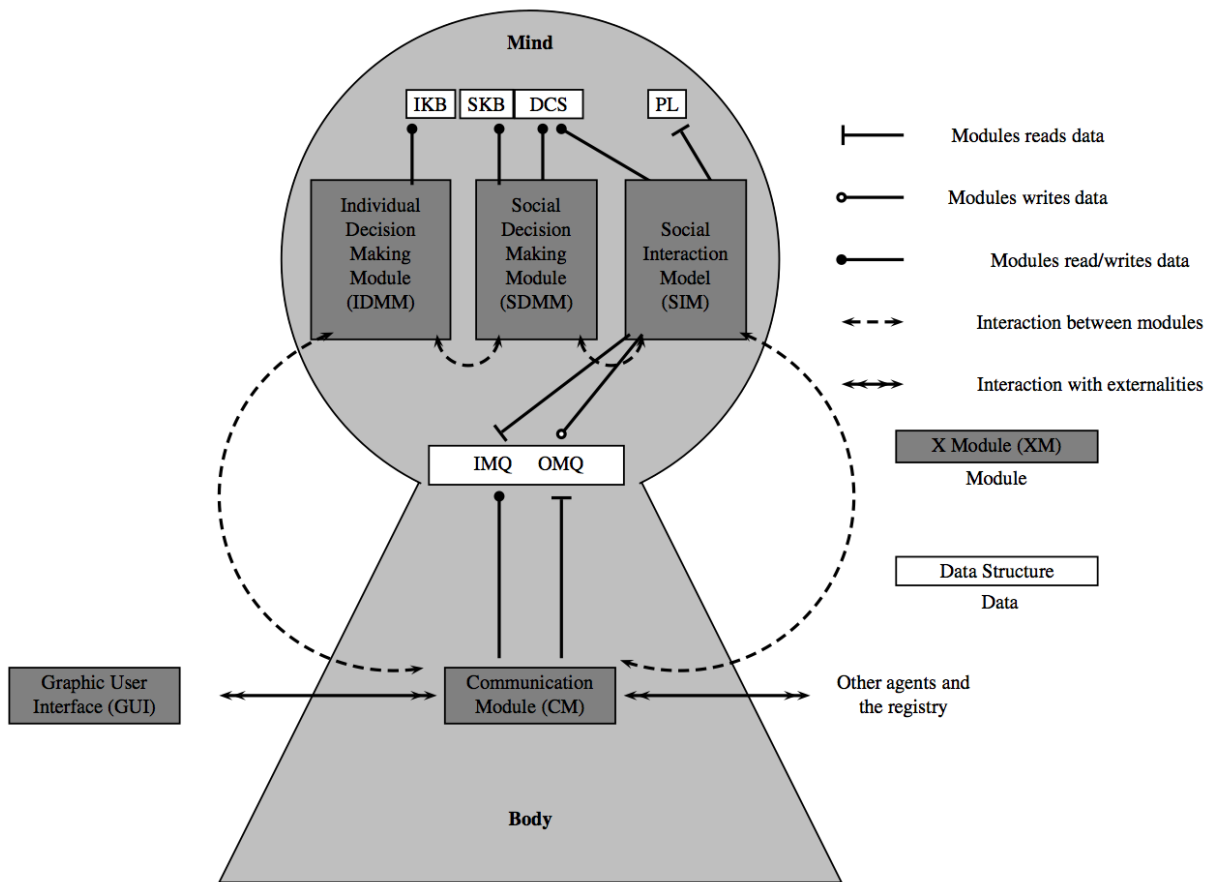 Mind
IKB
SKB
DCS
PL
Individual
Decision
Making
Module
(IDMM)
Social
Decision
Making
Module
(SDMM)
Social
Interaction
Model
(SIM)
IMQ
OMQ
Graphic User
Interface (GUI)
Communication
Module (CM)
Other agents and
the registry
Body
Modules reads data
Modules writes data
Modules read/writes data
Interaction between modules
Interaction with externalities
X Module (XM)
Module
Data Structure
Data